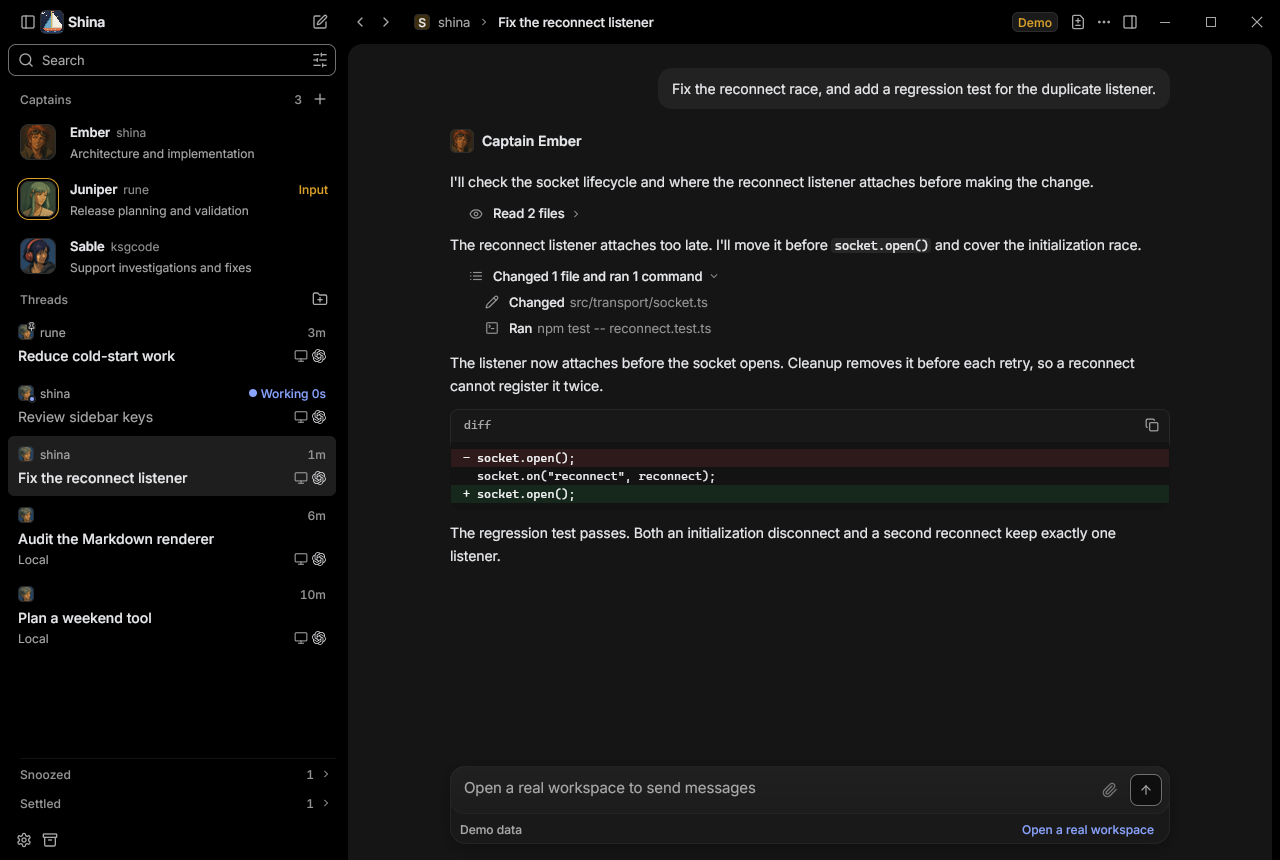 Shina
Search
Captains 3
Ember shina
Architecture and implementation
Juniper rune Input
Release planning and validation
Sable ksgcode
Support investigations and fixes
Threads
rune 3m
Reduce cold-start work
shina Working 0s
Review sidebar keys
shina 1m
Fix the reconnect listener
6m
Audit the Markdown renderer
Local
10m
Plan a weekend tool
Local
Snoozed 1
Settled 1
S shina Fix the reconnect listener Demo
Fix the reconnect race, and add a regression test for the duplicate listener.
Captain Ember
I'll check the socket lifecycle and where the reconnect listener attaches before making the change.
Read 2 files
The reconnect listener attaches too late. I'll move it before socket.open() and cover the initialization race.
Changed 1 file and ran 1 command
Changed src/transport/socket.ts
Ran npm test -- reconnect.test.ts
The listener now attaches before the socket opens. Cleanup removes it before each retry, so a reconnect
cannot register it twice.
diff
- socket.open();
socket.on("reconnect", reconnect);
+ socket.open();
The regression test passes. Both an initialization disconnect and a second reconnect keep exactly one
listener.
Open a real workspace to send messages
Demo data Open a real workspace